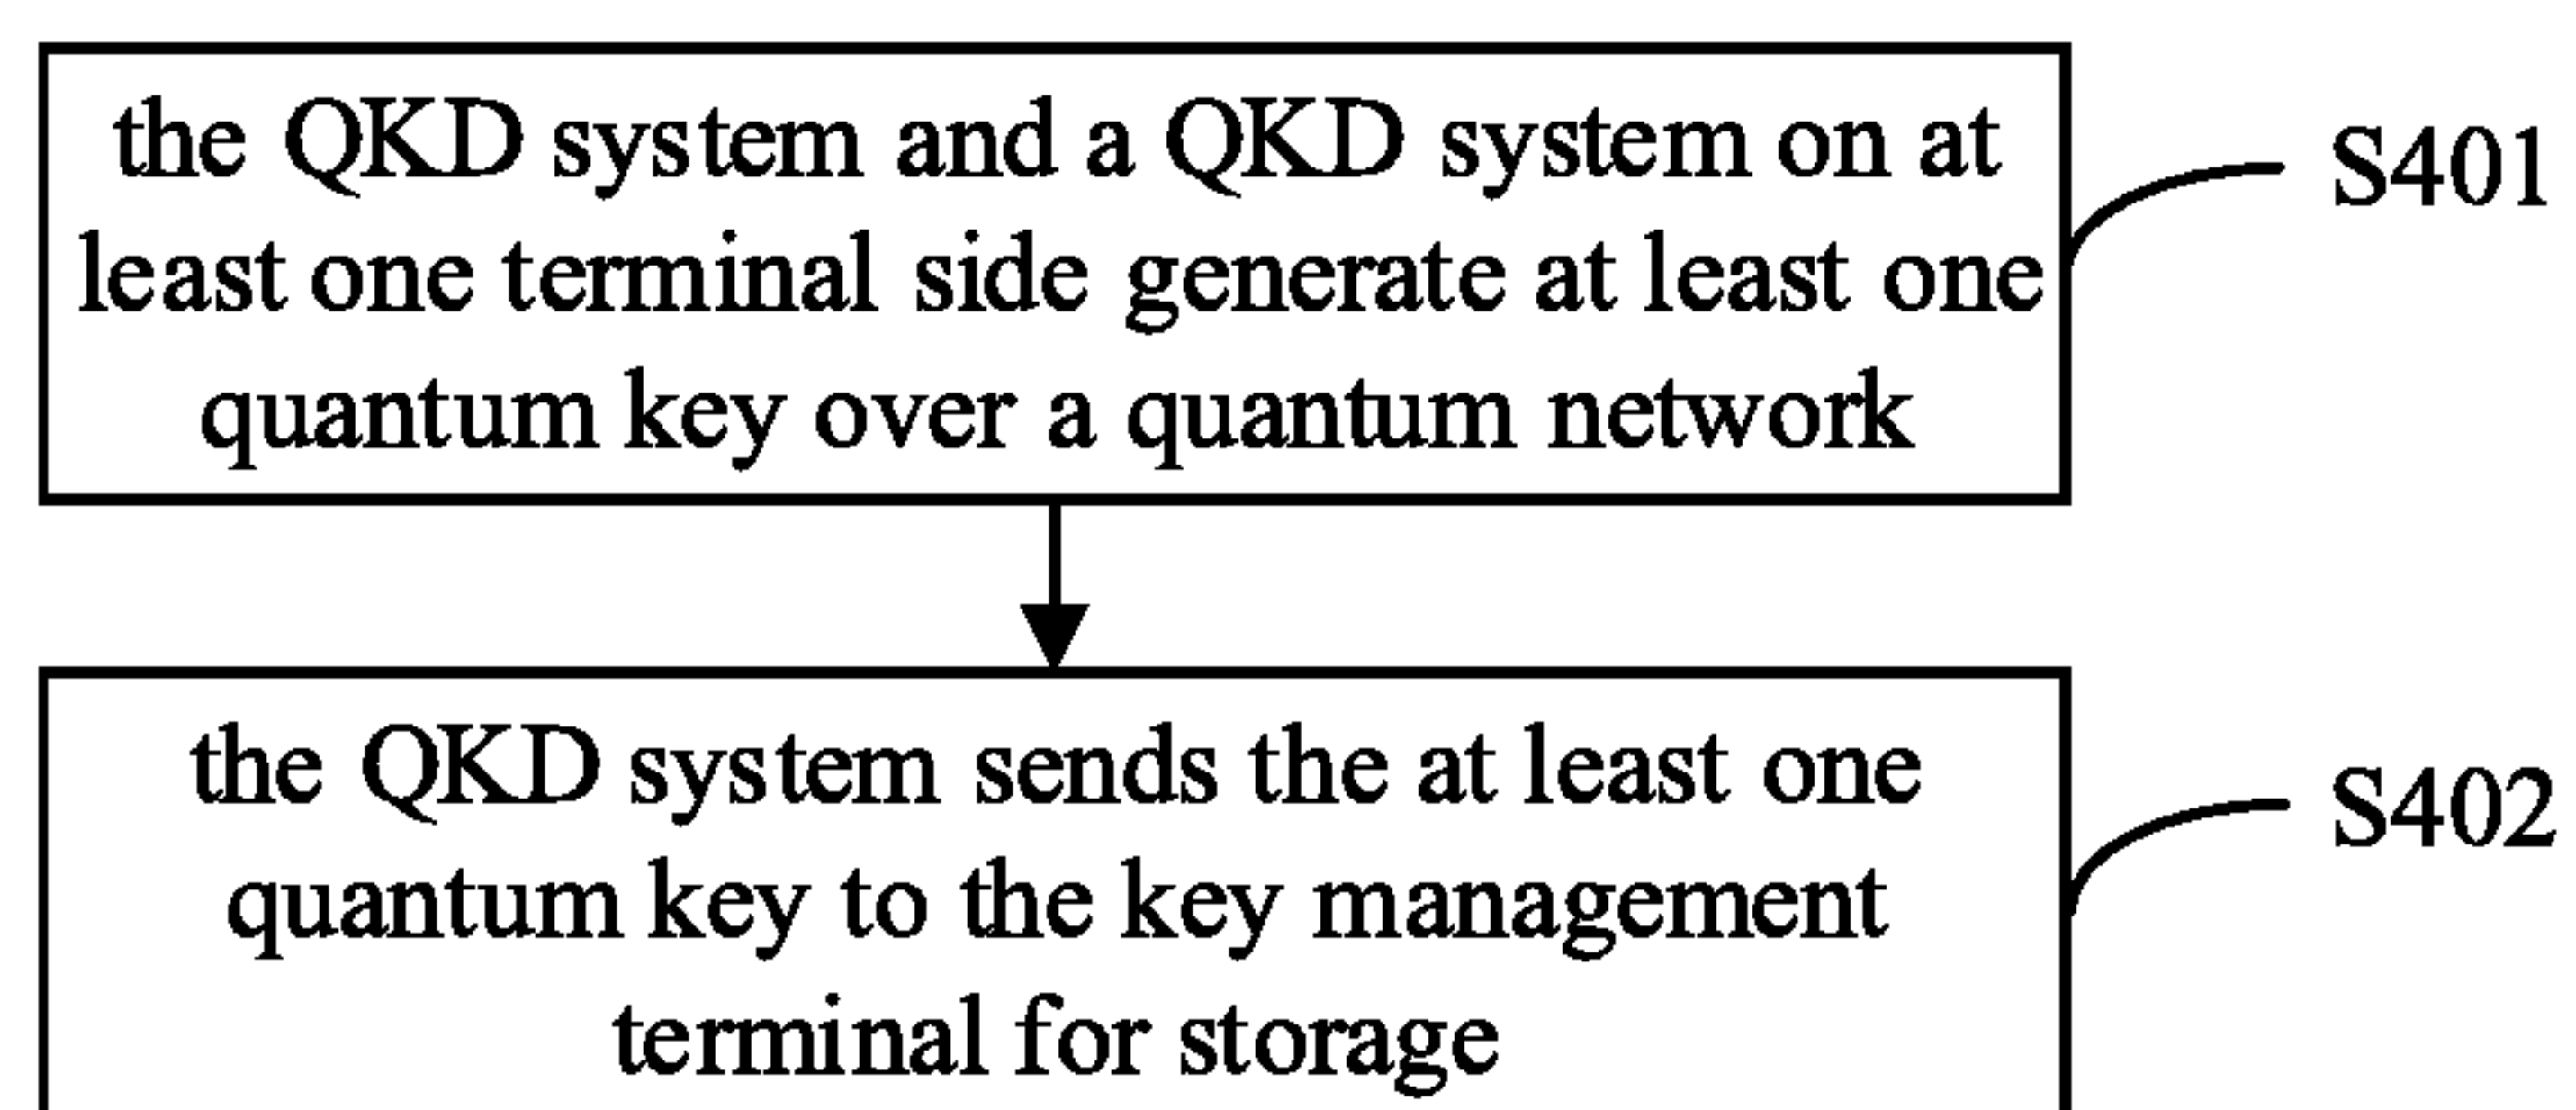 the QKD system and a QKD system on at
least one terminal side generate at least one
quantum key over a quantum network
S401
the QKD system sends the at least one
quantum key to the key management
terminal for storage
S402